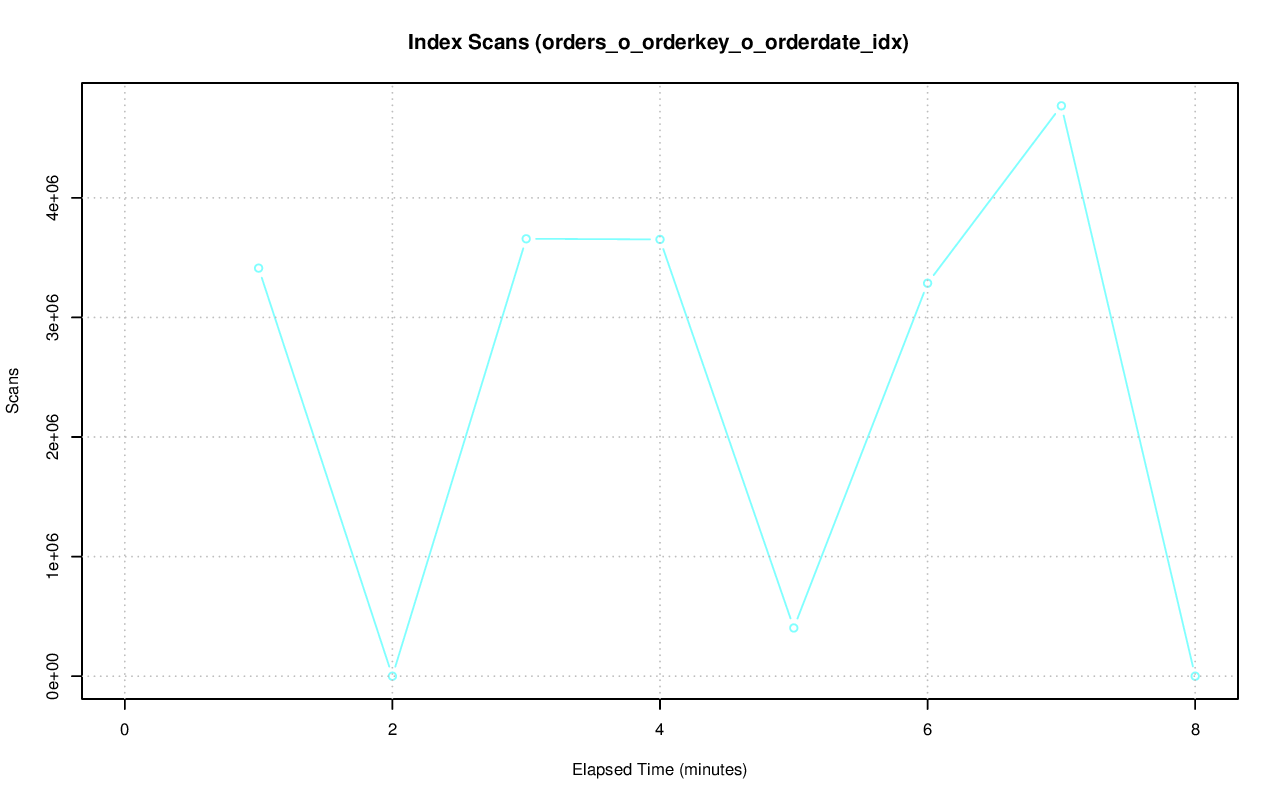 Index Scans (orders_o_orderkey_o_orderdate_idx)
Scans
4e+06
3e+06
2e+06
1e+06
0e+00
0 2 4 6 8
Elapsed Time (minutes)